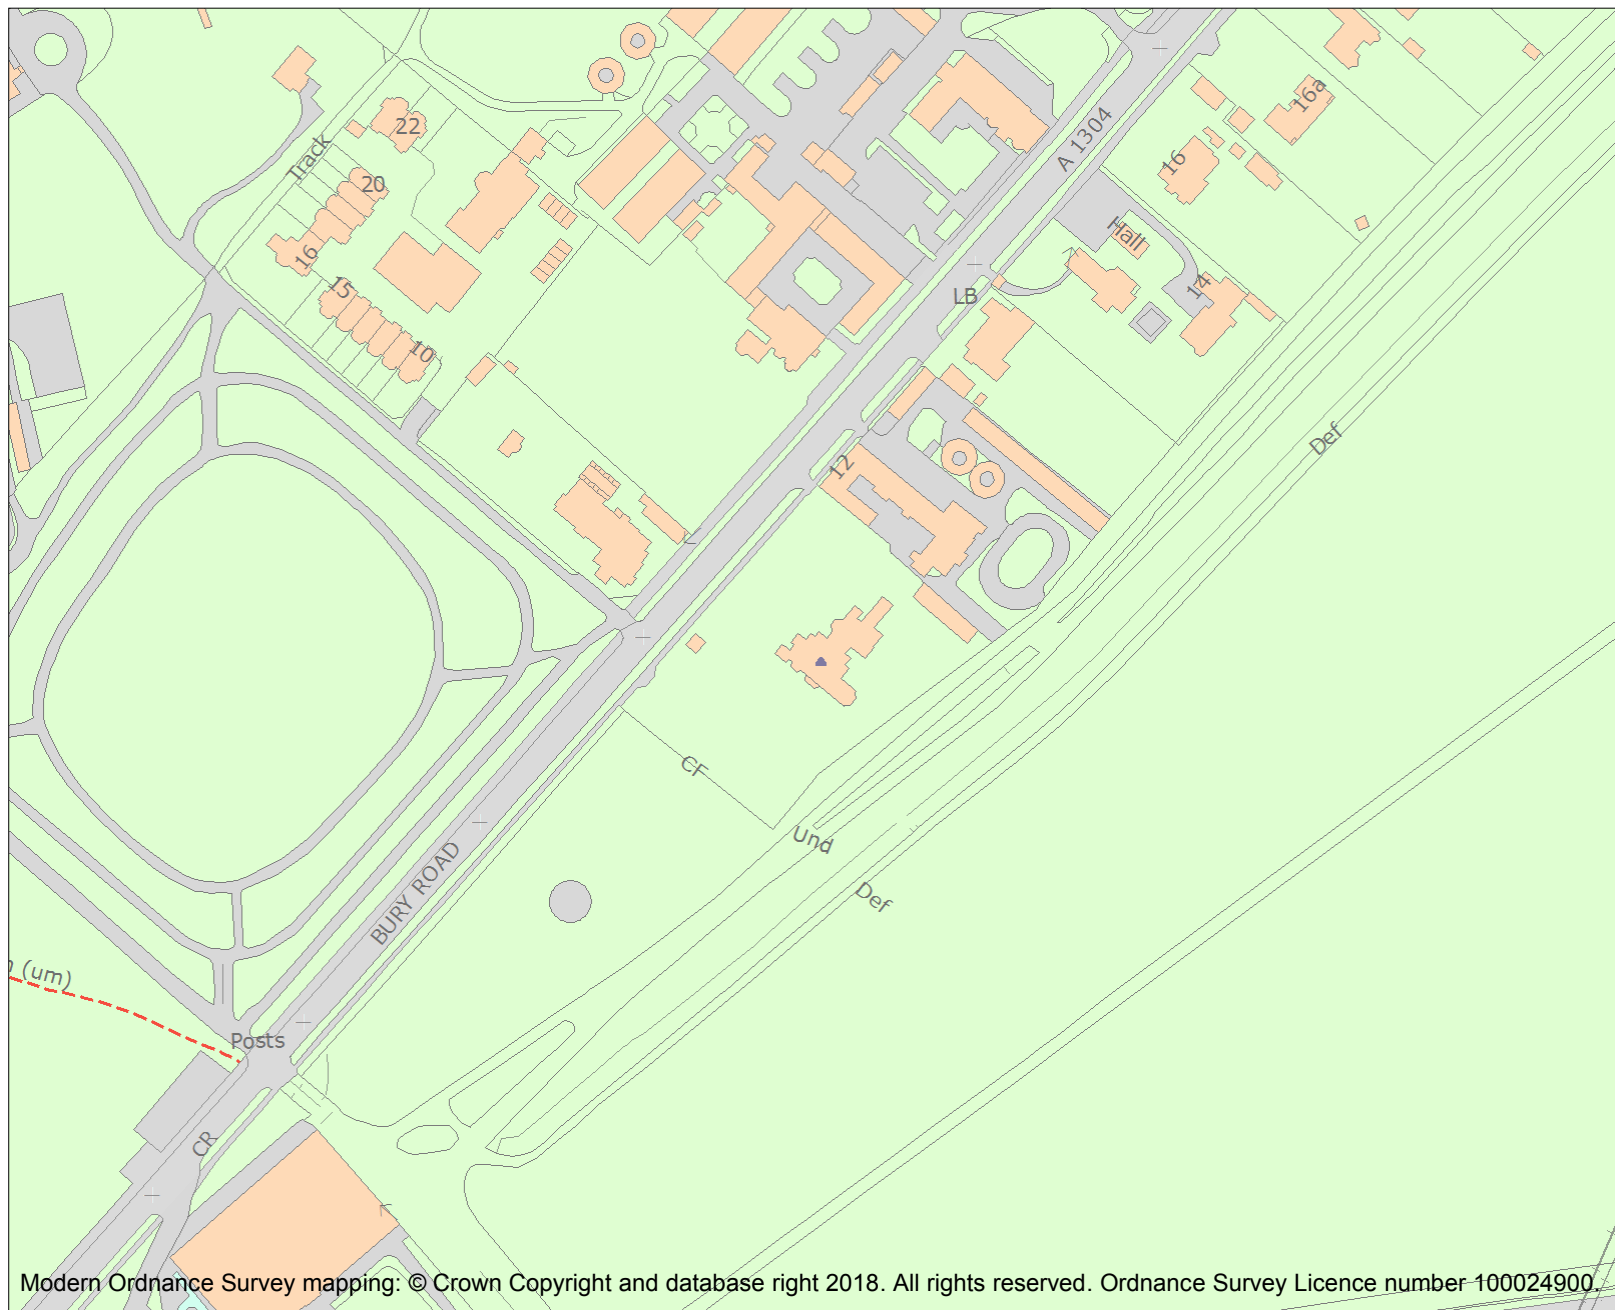 22
Track
20
16
15
10
A 1304
16a
16
Hall
14
LB
12
Def
CF
Und
Def
BURY ROAD
(um)
Posts
CR
Modern Ordnance Survey mapping: © Crown Copyright and database right 2018. All rights reserved. Ordnance Survey Licence number 100024900.